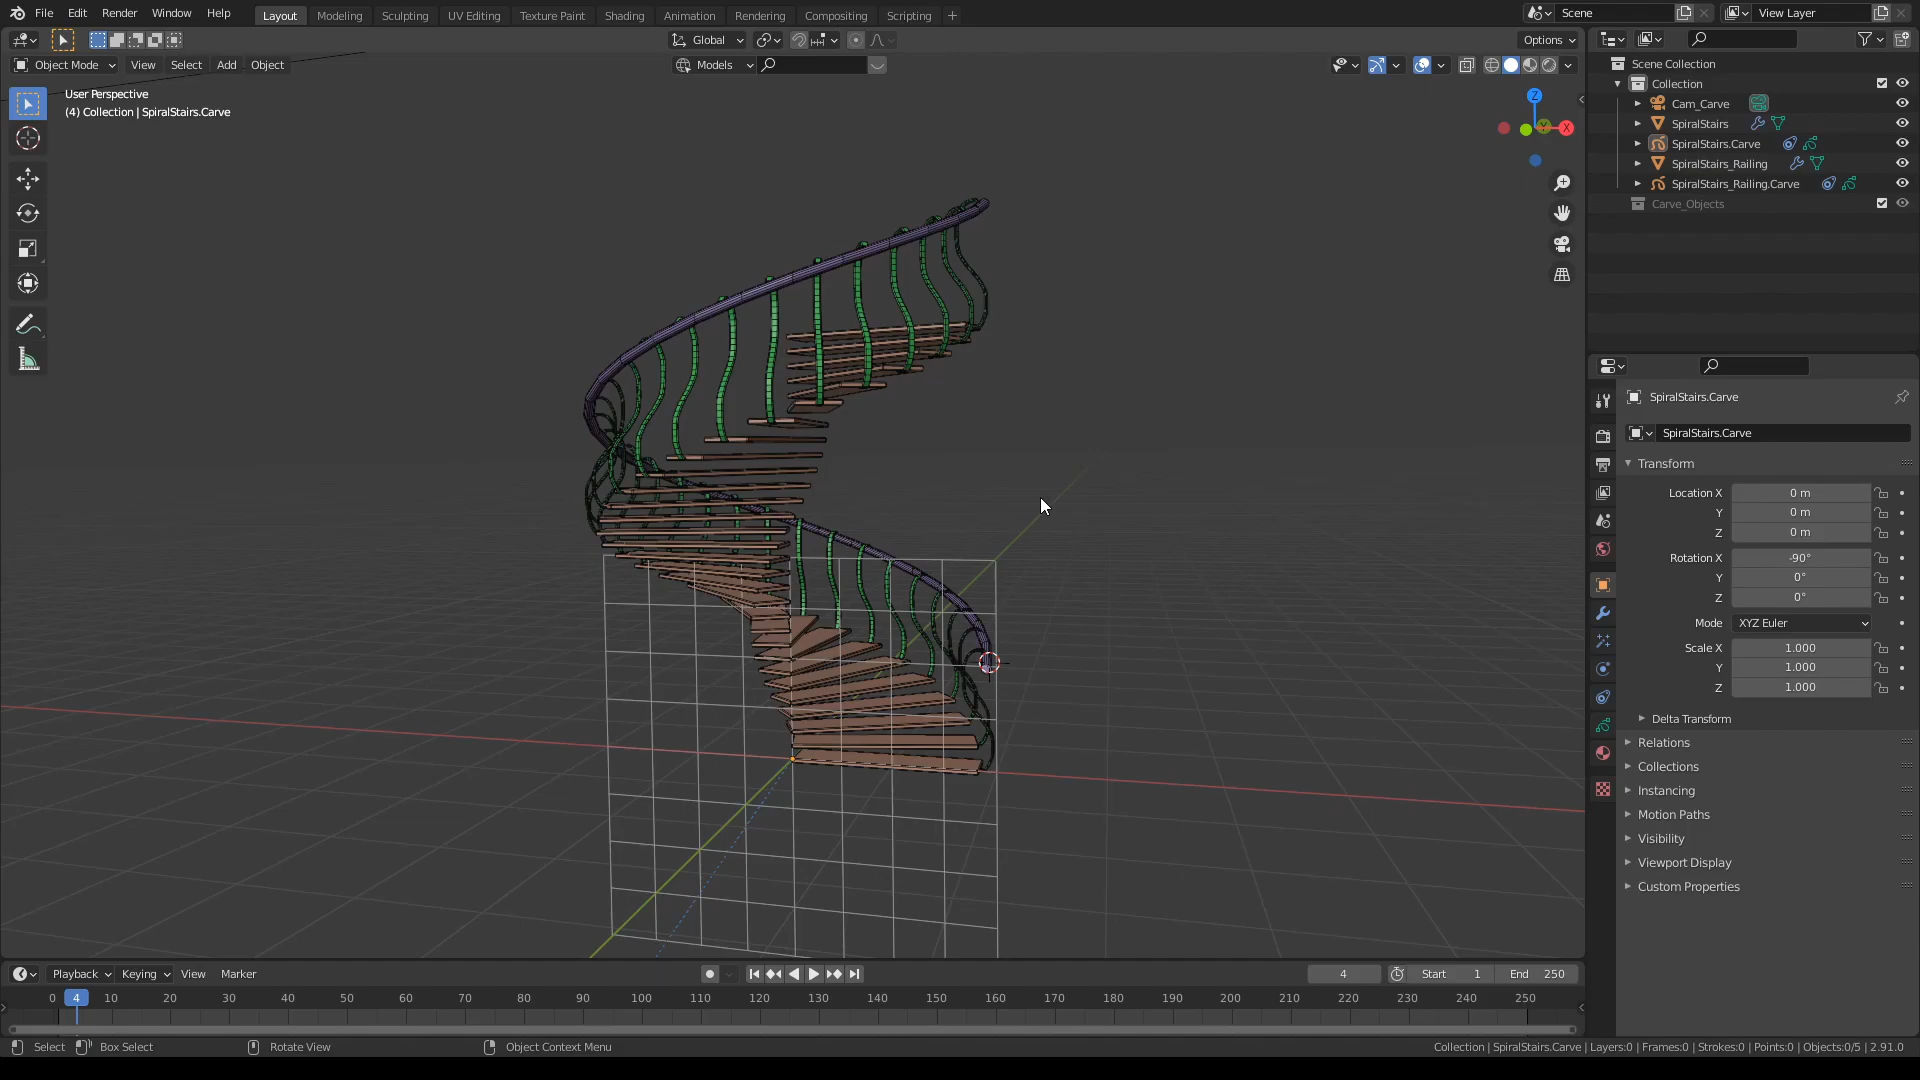 File Edit Render Window Help
Layout Modeling Sculpting UV Editing Texture Paint Shading Animation Rendering Compositing Scripting +
Scene
View Layer
Global
Options
Object Mode View Select Add Object
Models
User Perspective
(4) Collection | SpiralStairs.Carve
Z
X
Y
Scene Collection
Collection
Cam_Carve
SpiralStairs
SpiralStairs.Carve
SpiralStairs_Railing
SpiralStairs_Railing.Carve
Carve_Objects
SpiralStairs.Carve
SpiralStairs.Carve
Transform
Location X 0 m
Y 0 m
Z 0 m
Rotation X -90°
Y 0°
Z 0°
Mode XYZ Euler
Scale X 1.000
Y 1.000
Z 1.000
Delta Transform
Relations
Collections
Instancing
Motion Paths
Visibility
Viewport Display
Custom Properties
Playback Keying View Marker
4 Start 1 End 250
0 4 10 20 30 40 50 60 70 80 90 100 110 120 130 140 150 160 170 180 190 200 210 220 230 240 250
Select Box Select Rotate View Object Context Menu
Collection | SpiralStairs.Carve | Layers:0 | Frames:0 | Strokes:0 | Points:0 | Objects:0/5 | 2.91.0